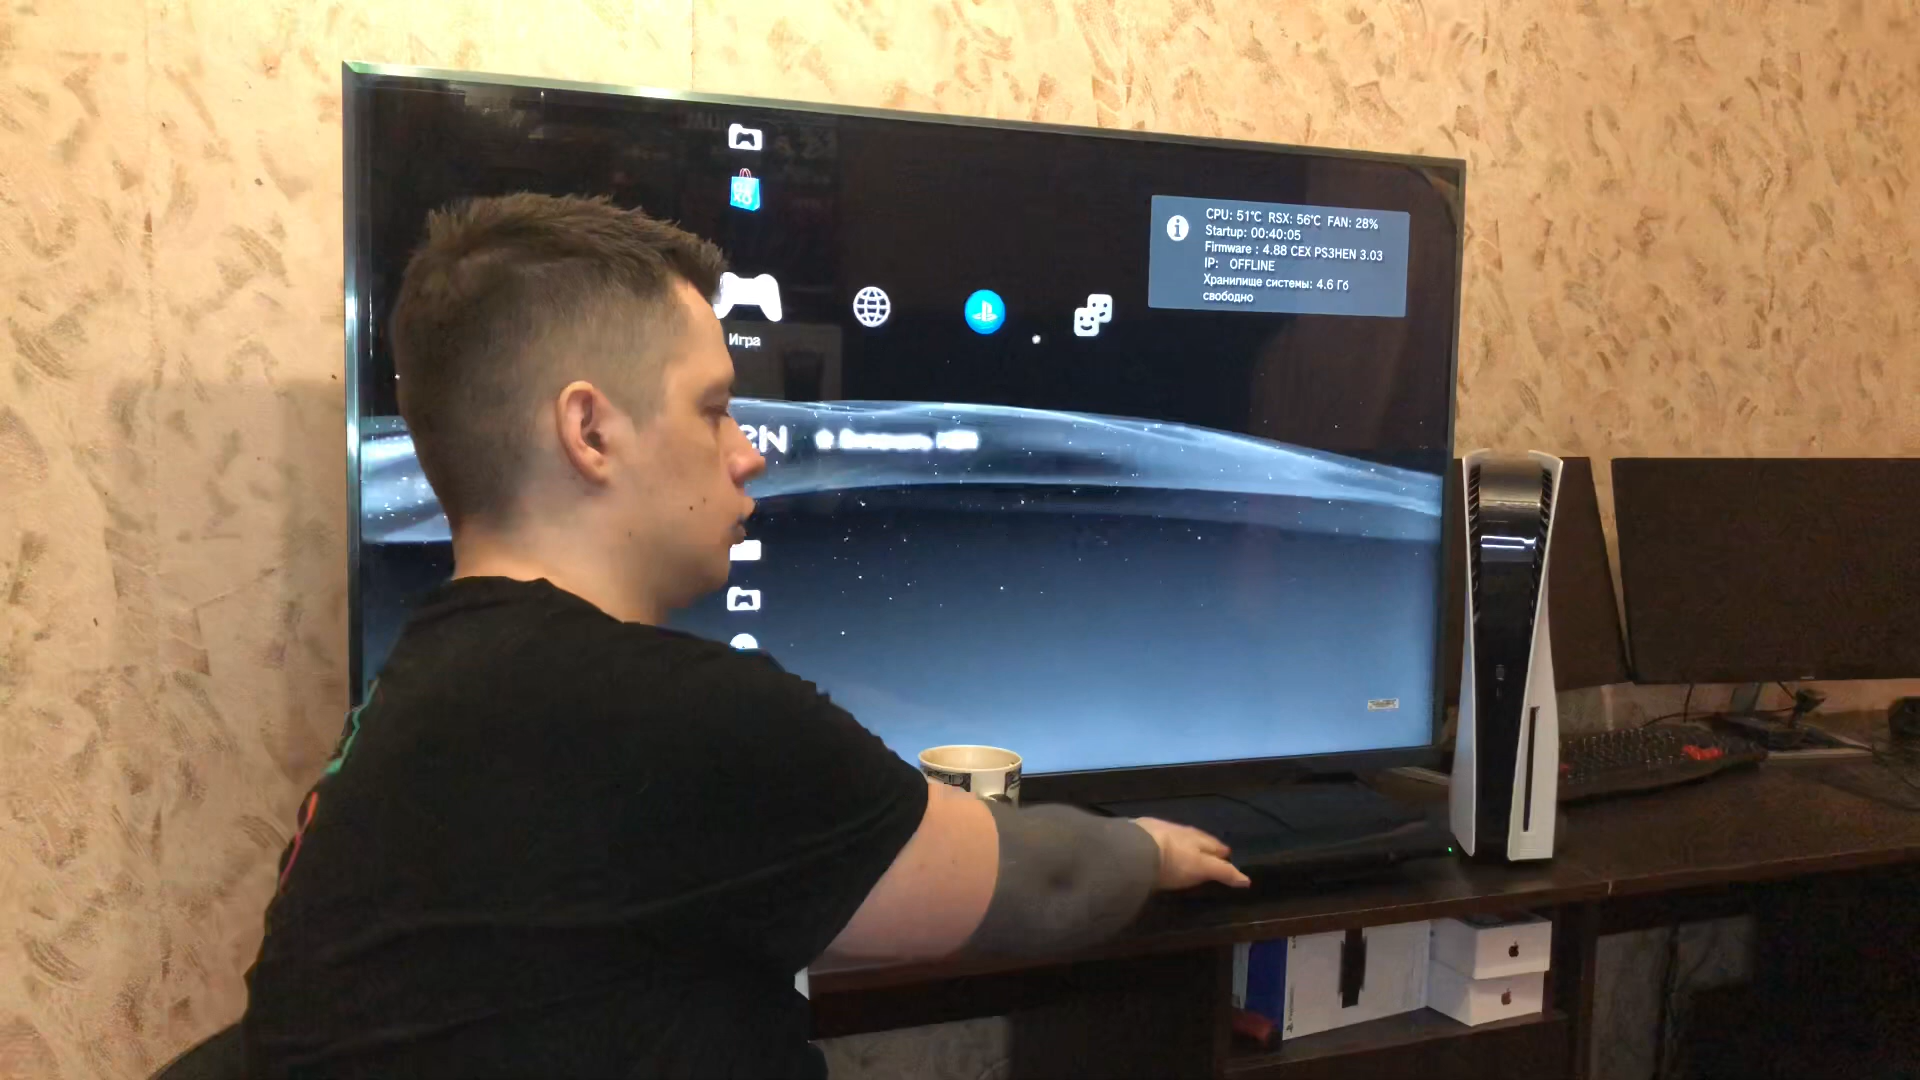 CPU: 51°C RSX: 56°C FAN: 28%
Startup: 00:40:05
Firmware : 4.88 CEX PS3HEN 3.03
IP: OFFLINE
Хранилище системы: 4.6 Гб
свободно
Игра